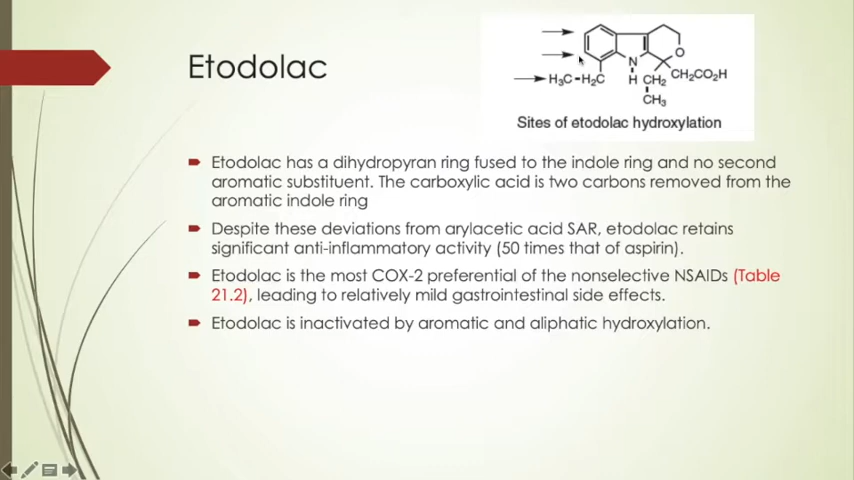 Etodolac
O
N
H₃C-H₂C
H CH₂
CH₂CO₂H
CH₃
Sites of etodolac hydroxylation
Etodolac has a dihydropyran ring fused to the indole ring and no second
aromatic substituent. The carboxylic acid is two carbons removed from the
aromatic indole ring
Despite these deviations from arylacetic acid SAR, etodolac retains
significant anti-inflammatory activity (50 times that of aspirin).
Etodolac is the most COX-2 preferential of the nonselective NSAIDs (Table
21.2), leading to relatively mild gastrointestinal side effects.
Etodolac is inactivated by aromatic and aliphatic hydroxylation.